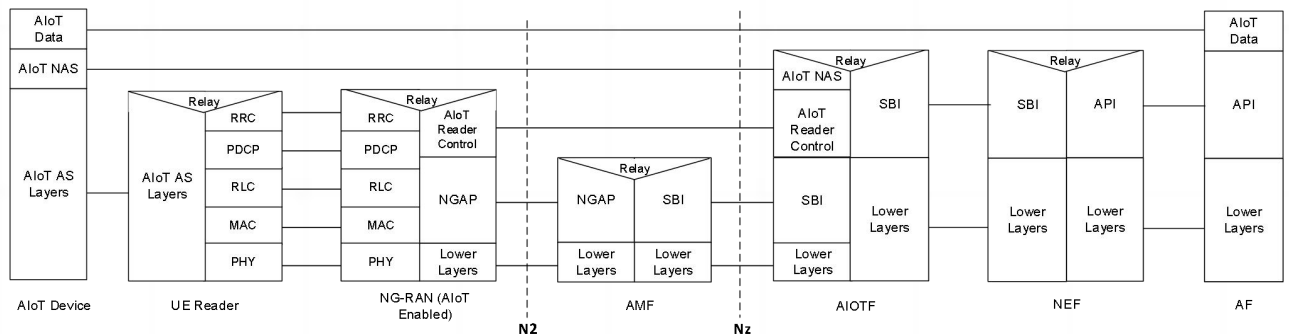 AIoT
Data
AIoT NAS
AIoT AS
Layers
AIoT Device
Relay
AIoT AS
Layers
RRC
PDCP
RLC
MAC
PHY
UE Reader
Relay
RRC
PDCP
RLC
MAC
PHY
AIoT
Reader
Control
NGAP
Lower
Layers
NG-RAN (AIoT
Enabled)
N2
Relay
NGAP
SBI
Lower
Layers
Lower
Layers
AMF
Nz
Relay
AIoT NAS
AIoT
Reader
Control
SBI
Lower
Layers
SBI
Lower
Layers
AIOTF
Relay
SBI
API
Lower
Layers
Lower
Layers
NEF
AIoT
Data
API
Lower
Layers
AF